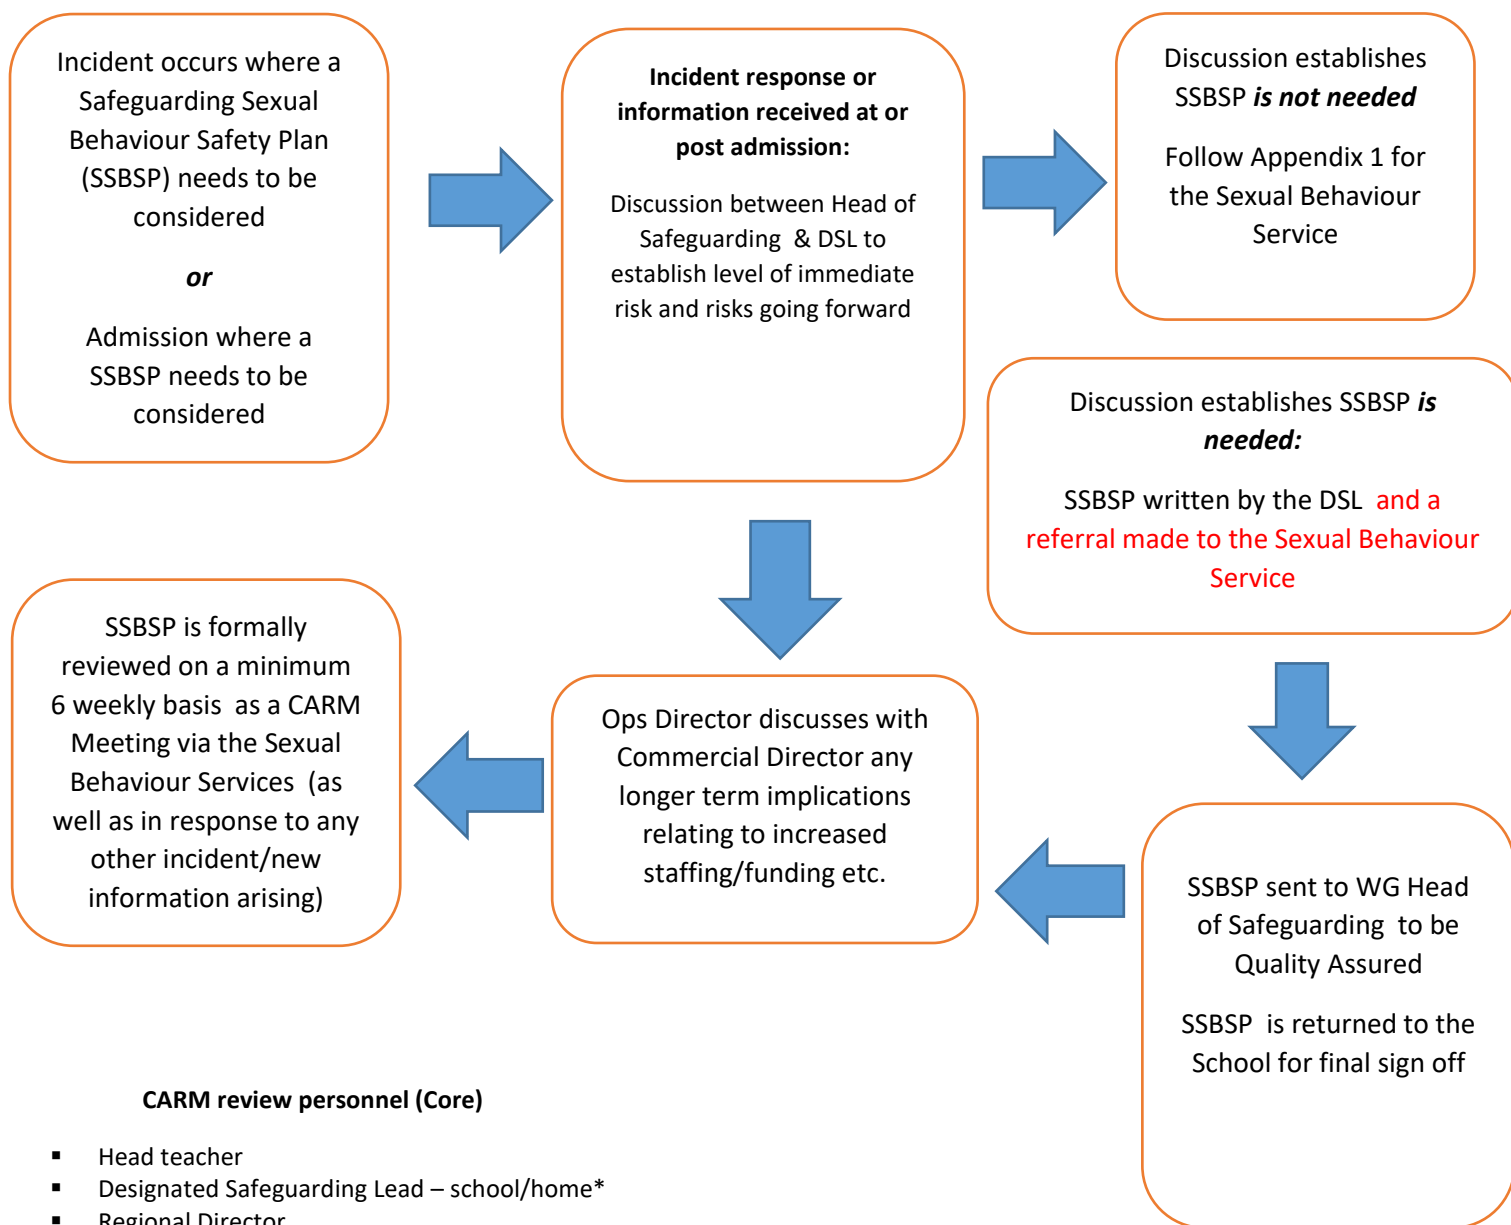 Incident occurs where a
Safeguarding Sexual
Behaviour Safety Plan
(SSBSP) needs to be
considered
or
Admission where a
SSBSP needs to be
considered
Incident response or
information received at or
post admission:
Discussion between Head of
Safeguarding & DSL to
establish level of immediate
risk and risks going forward
Discussion establishes
SSBSP is not needed
Follow Appendix 1 for
the Sexual Behaviour
Service
Discussion establishes SSBSP is
needed:
SSBSP written by the DSL and a
referral made to the Sexual Behaviour
Service
SSBSP is formally
reviewed on a minimum
6 weekly basis as a CARM
Meeting via the Sexual
Behaviour Services (as
well as in response to any
other incident/new
information arising)
Ops Director discusses with
Commercial Director any
longer term implications
relating to increased
staffing/funding etc.
SSBSP sent to WG Head
of Safeguarding to be
Quality Assured
SSBSP is returned to the
School for final sign off
CARM review personnel (Core)
▪ Head teacher
▪ Designated Safeguarding Lead – school/home*
▪ Regional Director